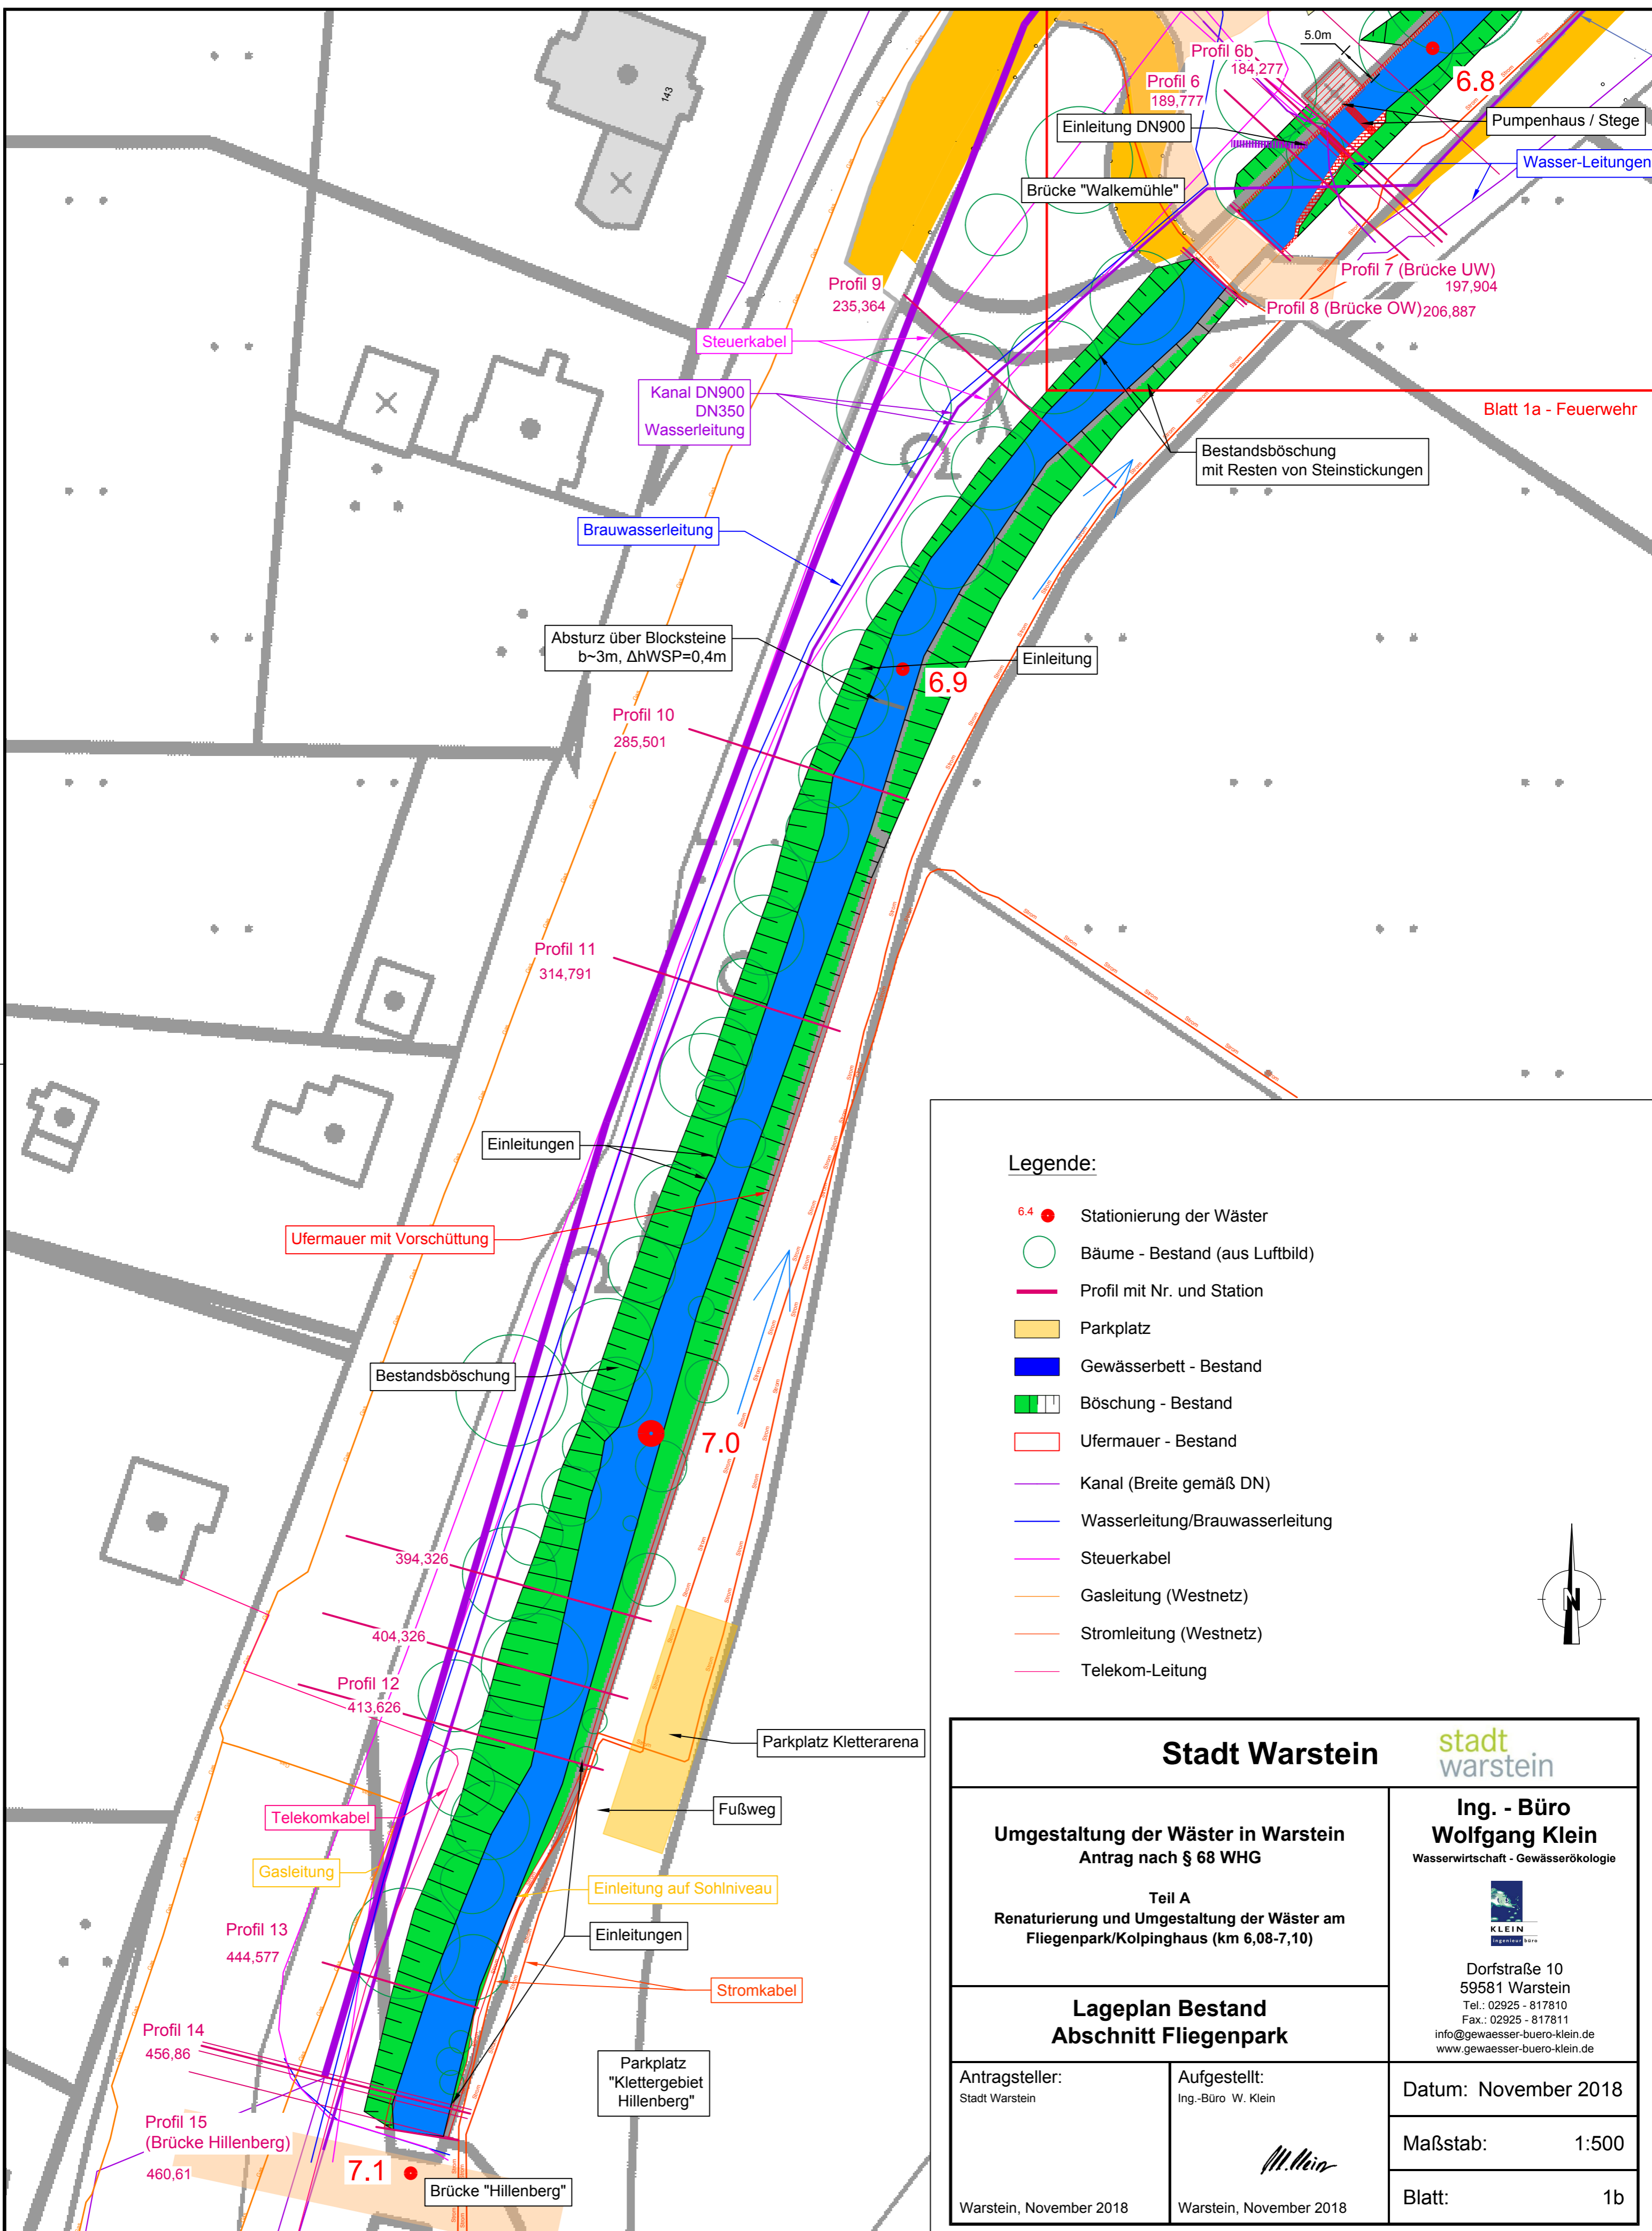 143
5.0m
Profil 6b
184,277
Profil 6
189,777
6.8
Einleitung DN900
Pumpenhaus / Stege
Wasser-Leitungen
Brücke "Walkemühle"
Profil 7 (Brücke UW)
197,904
Profil 8 (Brücke OW)
206,887
Profil 9
235,364
Steuerkabel
Kanal DN900
DN350
Wasserleitung
Blatt 1a - Feuerwehr
Bestandsböschung
mit Resten von Steinstickungen
Brauwasserleitung
Absturz über Blocksteine
b~3m, ΔhWSP=0,4m
Einleitung
6.9
Profil 10
285,501
Profil 11
314,791
Einleitungen
Ufermauer mit Vorschüttung
Bestandsböschung
7.0
394,326
404,326
Profil 12
413,626
Parkplatz Kletterarena
Fußweg
Telekomkabel
Gasleitung
Einleitung auf Sohlniveau
Einleitungen
Profil 13
444,577
Stromkabel
Profil 14
456,86
Parkplatz
"Klettergebiet
Hillenberg"
Profil 15
(Brücke Hillenberg)
460,61
7.1
Brücke "Hillenberg"
Gas
Strom
Legende:
6.4 Stationierung der Wäster
Bäume - Bestand (aus Luftbild)
Profil mit Nr. und Station
Parkplatz
Gewässerbett - Bestand
Böschung - Bestand
Ufermauer - Bestand
Kanal (Breite gemäß DN)
Wasserleitung/Brauwasserleitung
Steuerkabel
Gasleitung (Westnetz)
Stromleitung (Westnetz)
Telekom-Leitung
N
Stadt Warstein
stadt
warstein
Umgestaltung der Wäster in Warstein
Antrag nach § 68 WHG
Teil A
Renaturierung und Umgestaltung der Wäster am
Fliegenpark/Kolpinghaus (km 6,08-7,10)
Ing. - Büro
Wolfgang Klein
Wasserwirtschaft - Gewässerökologie
KLEIN
ingenieur büro
Dorfstraße 10
59581 Warstein
Tel.: 02925 - 817810
Fax.: 02925 - 817811
info@gewaesser-buero-klein.de
www.gewaesser-buero-klein.de
Lageplan Bestand
Abschnitt Fliegenpark
Antragsteller:
Stadt Warstein
Warstein, November 2018
Aufgestellt:
Ing.-Büro W. Klein
Warstein, November 2018
Datum: November 2018
Maßstab: 1:500
Blatt: 1b